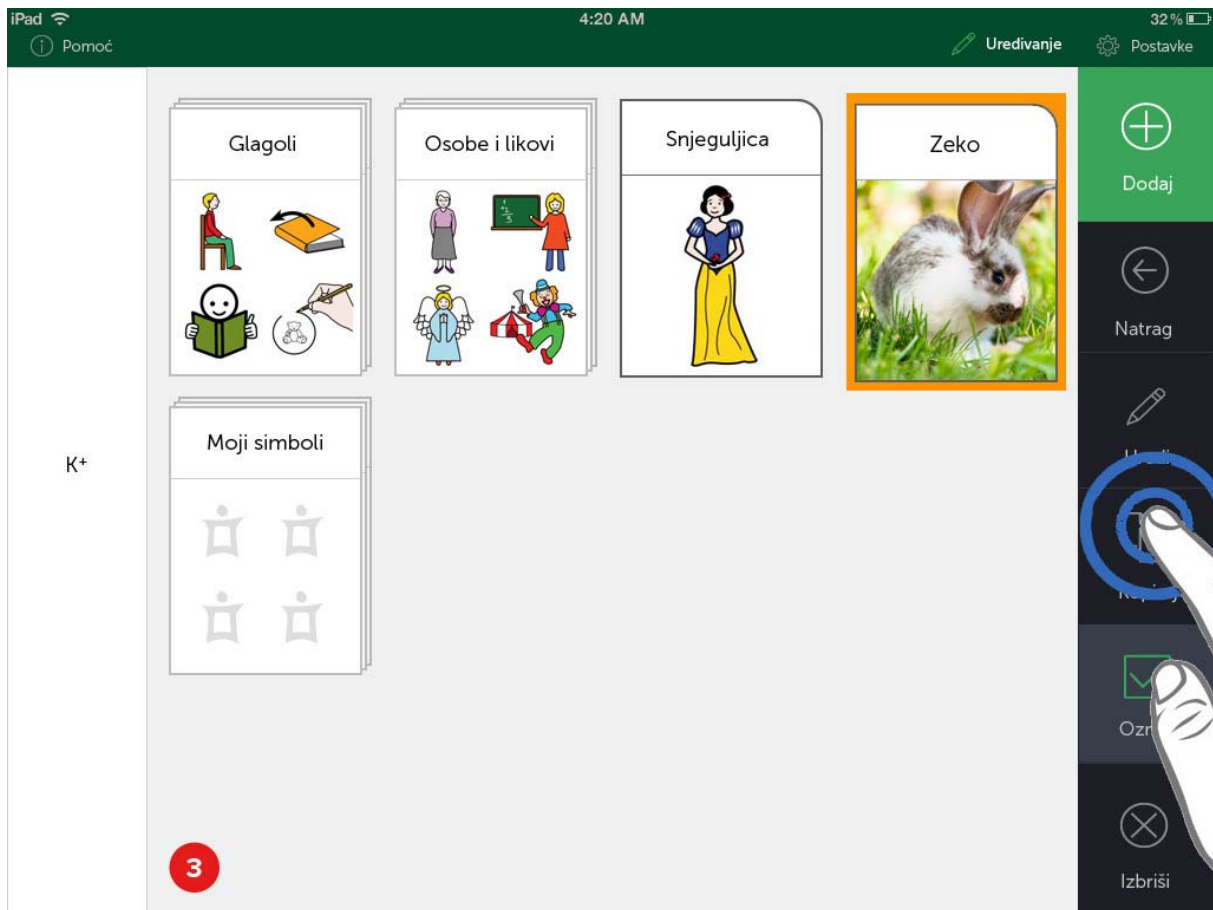 iPad 4:20 AM 32 %
Pomoć Uređivanje Postavke
Glagoli
Osobe i likovi
Snjeguljica
Zeko
Moji simboli
K+
Dodaj
Natrag
Izbriši
3